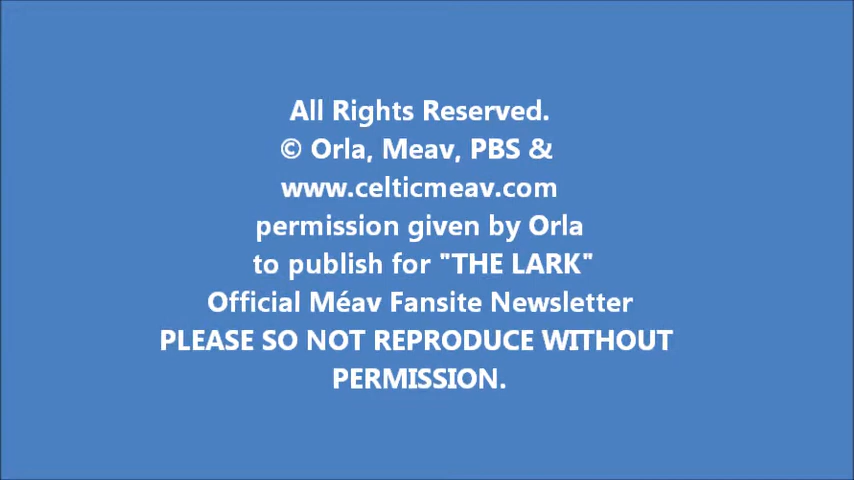 All Rights Reserved.
© Orla, Meav, PBS &
www.celticmeav.com
permission given by Orla
to publish for "THE LARK"
Official Méav Fansite Newsletter
PLEASE SO NOT REPRODUCE WITHOUT
PERMISSION.